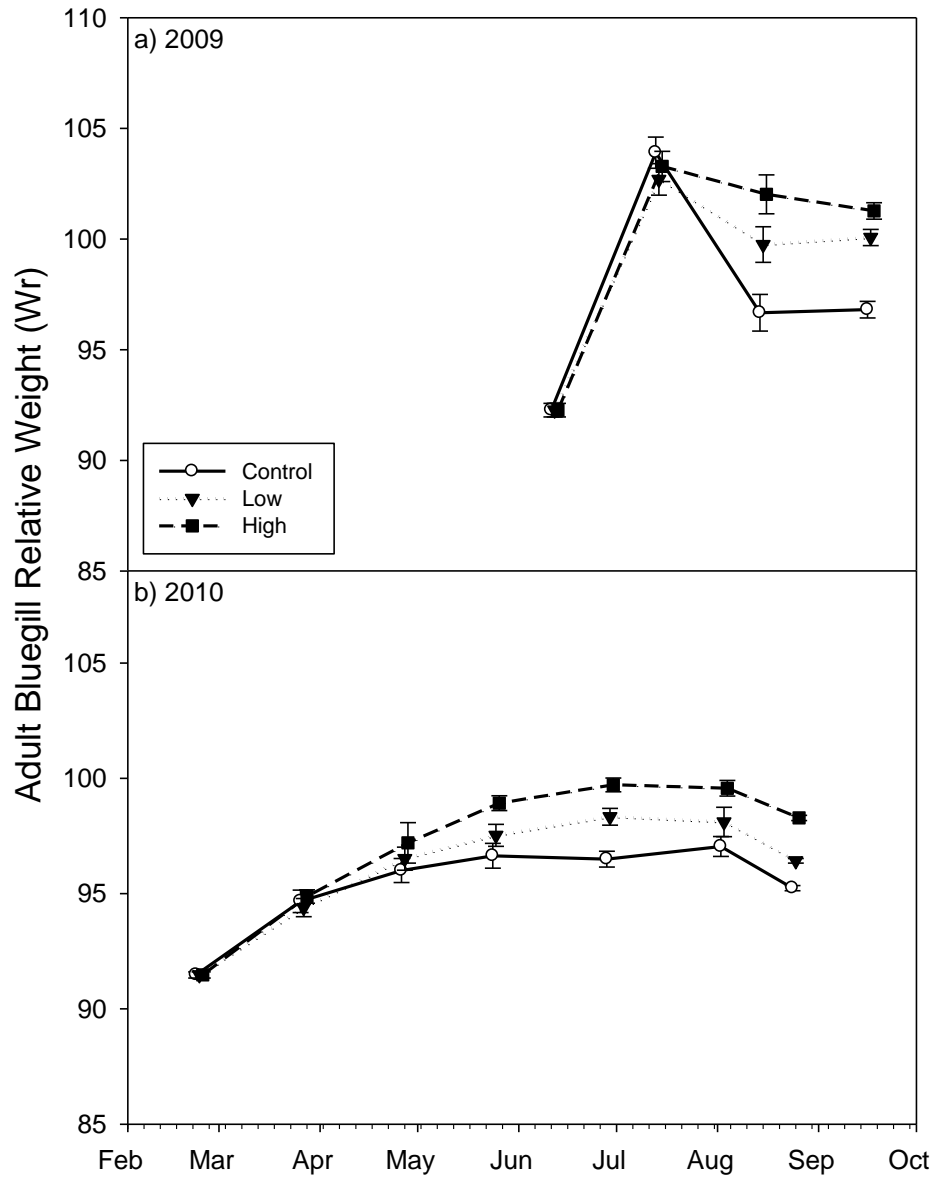 110
a) 2009
105
100
95
90
Control
Low
High
85
b) 2010
105
100
95
90
85
Feb Mar Apr May Jun Jul Aug Sep Oct
Adult Bluegill Relative Weight (Wr)